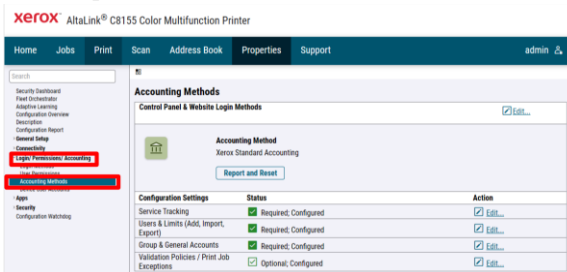 xerox™ AltaLink® C8155 Color Multifunction Printer
Home Jobs Print Scan Address Book Properties Support admin
Search
Security Dashboard
Fleet Orchestrator
Adaptive Learning
Configuration Overview
Description
Configuration Report
General Setup
Connectivity
Login/ Permissions/ Accounting
User Permissions
Accounting Methods
Apps
Security
Configuration Watchdog
Accounting Methods
Control Panel & Website Login Methods Edit...
Accounting Method
Xerox Standard Accounting
Report and Reset
Configuration Settings Status Action
Service Tracking Required; Configured Edit...
Users & Limits (Add, Import,
Export) Required; Configured Edit...
Group & General Accounts Required; Configured Edit...
Validation Policies / Print Job
Exceptions Optional; Configured Edit...